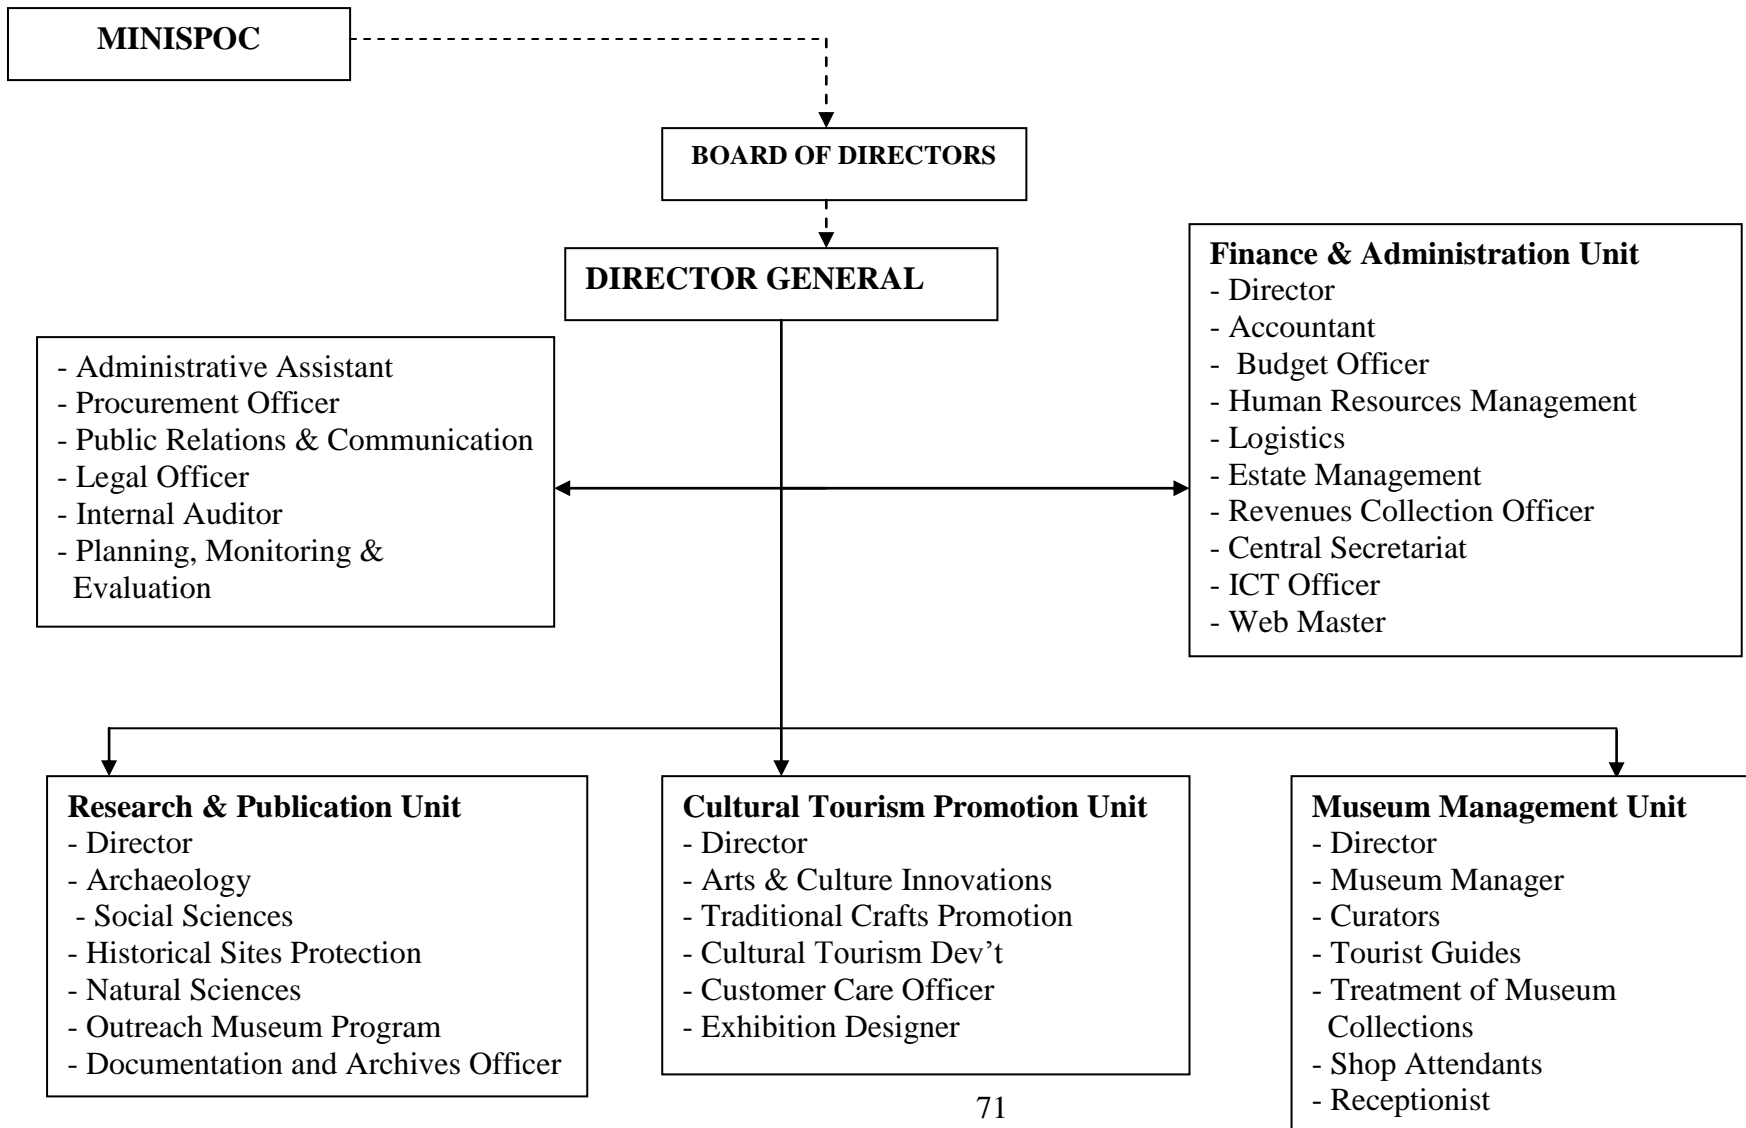 MINISPOC
BOARD OF DIRECTORS
DIRECTOR GENERAL
- Administrative Assistant
- Procurement Officer
- Public Relations & Communication
- Legal Officer
- Internal Auditor
- Planning, Monitoring &
Evaluation
Finance & Administration Unit
- Director
- Accountant
- Budget Officer
- Human Resources Management
- Logistics
- Estate Management
- Revenues Collection Officer
- Central Secretariat
- ICT Officer
- Web Master
Research & Publication Unit
- Director
- Archaeology
- Social Sciences
- Historical Sites Protection
- Natural Sciences
- Outreach Museum Program
- Documentation and Archives Officer
Cultural Tourism Promotion Unit
- Director
- Arts & Culture Innovations
- Traditional Crafts Promotion
- Cultural Tourism Dev’t
- Customer Care Officer
- Exhibition Designer
Museum Management Unit
- Director
- Museum Manager
- Curators
- Tourist Guides
- Treatment of Museum
Collections
- Shop Attendants
- Receptionist
71